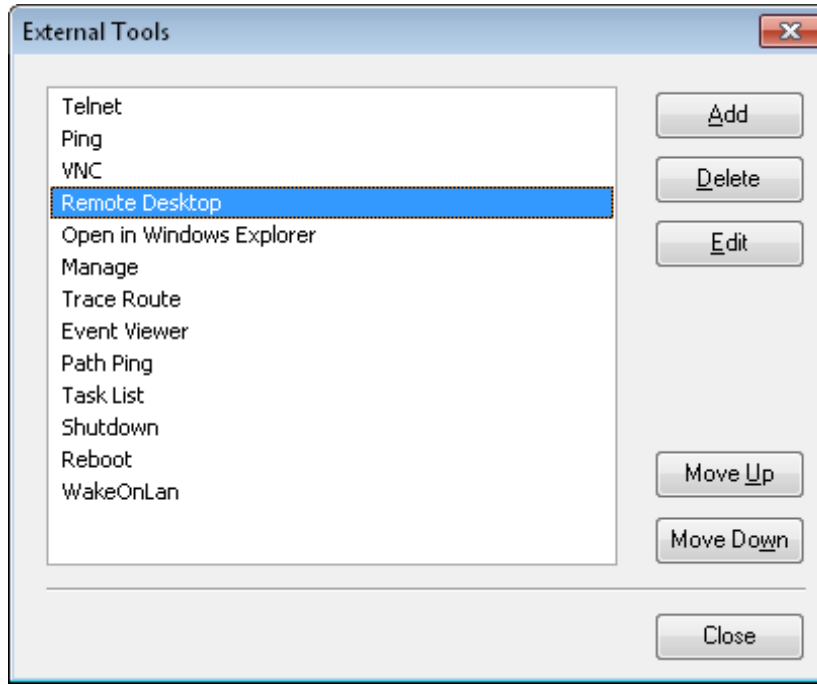 External Tools
Telnet
Ping
VNC
Remote Desktop
Open in Windows Explorer
Manage
Trace Route
Event Viewer
Path Ping
Task List
Shutdown
Reboot
WakeOnLan
Add
Delete
Edit
Move Up
Move Down
Close